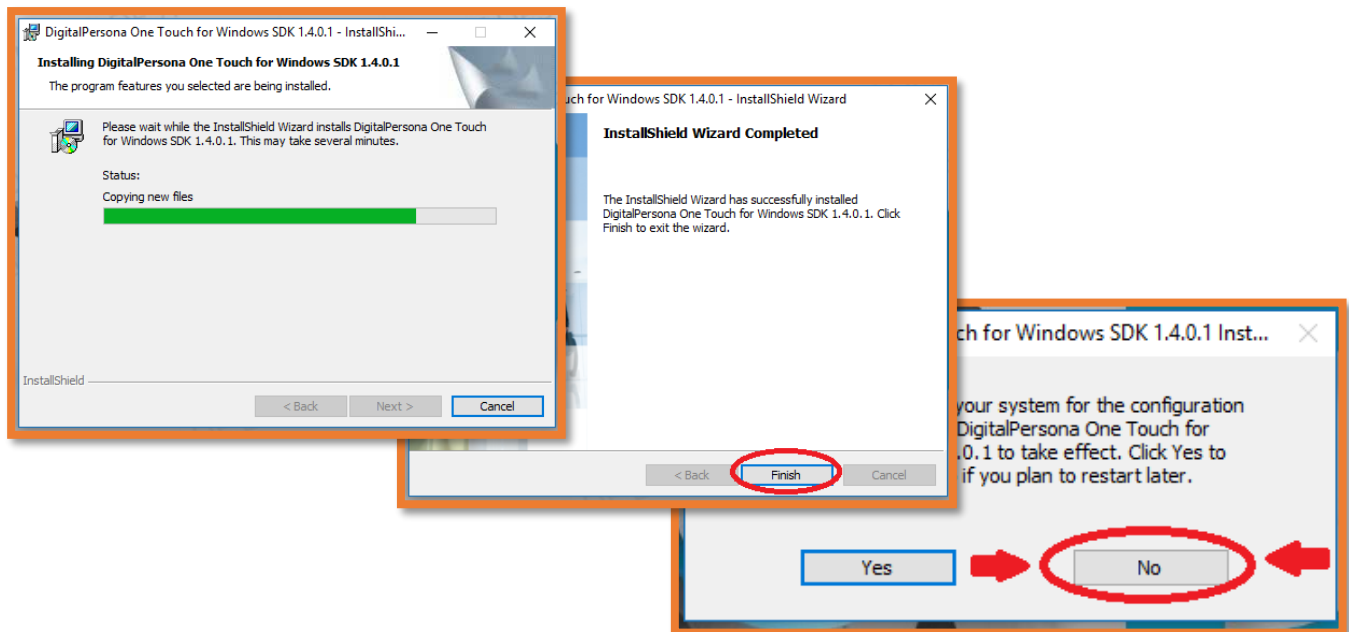 DigitalPersona One Touch for Windows SDK 1.4.0.1 - InstallShi...
Installing DigitalPersona One Touch for Windows SDK 1.4.0.1
The program features you selected are being installed.
Please wait while the InstallShield Wizard installs DigitalPersona One Touch
for Windows SDK 1.4.0.1. This may take several minutes.
Status:
Copying new files
InstallShield
< Back
Next >
Cancel
uch for Windows SDK 1.4.0.1 - InstallShield Wizard
InstallShield Wizard Completed
The InstallShield Wizard has successfully installed
DigitalPersona One Touch for Windows SDK 1.4.0.1. Click
Finish to exit the wizard.
< Back
Finish
Cancel
ch for Windows SDK 1.4.0.1 Inst...
your system for the configuration
DigitalPersona One Touch for
.0.1 to take effect. Click Yes to
if you plan to restart later.
Yes
No